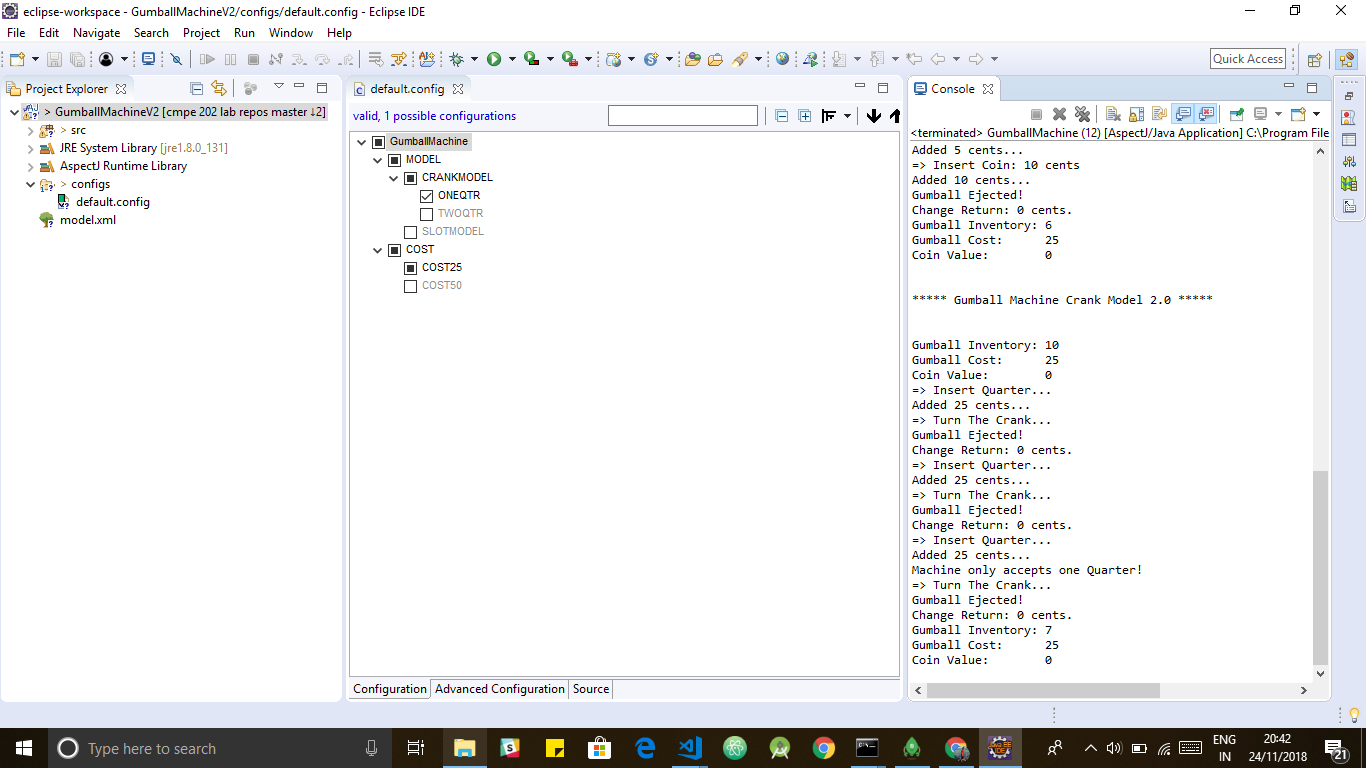 eclipse-workspace - GumballMachineV2/configs/default.config - Eclipse IDE
File Edit Navigate Search Project Run Window Help
Quick Access
Project Explorer
> GumballMachineV2 [cmpe 202 lab repos master ↓2]
> src
JRE System Library [jre1.8.0_131]
AspectJ Runtime Library
> configs
default.config
model.xml
default.config
valid, 1 possible configurations
GumballMachine
MODEL
CRANKMODEL
ONEQTR
TWOQTR
SLOTMODEL
COST
COST25
COST50
Configuration Advanced Configuration Source
Console
<terminated> GumballMachine (12) [AspectJ/Java Application] C:\Program File
Added 5 cents...
=> Insert Coin: 10 cents
Added 10 cents...
Gumball Ejected!
Change Return: 0 cents.
Gumball Inventory: 6
Gumball Cost: 25
Coin Value: 0
***** Gumball Machine Crank Model 2.0 *****
Gumball Inventory: 10
Gumball Cost: 25
Coin Value: 0
=> Insert Quarter...
Added 25 cents...
=> Turn The Crank...
Gumball Ejected!
Change Return: 0 cents.
=> Insert Quarter...
Added 25 cents...
=> Turn The Crank...
Gumball Ejected!
Change Return: 0 cents.
=> Insert Quarter...
Added 25 cents...
Machine only accepts one Quarter!
=> Turn The Crank...
Gumball Ejected!
Change Return: 0 cents.
Gumball Inventory: 7
Gumball Cost: 25
Coin Value: 0
Type here to search
ENG
IN
20:42
24/11/2018
21